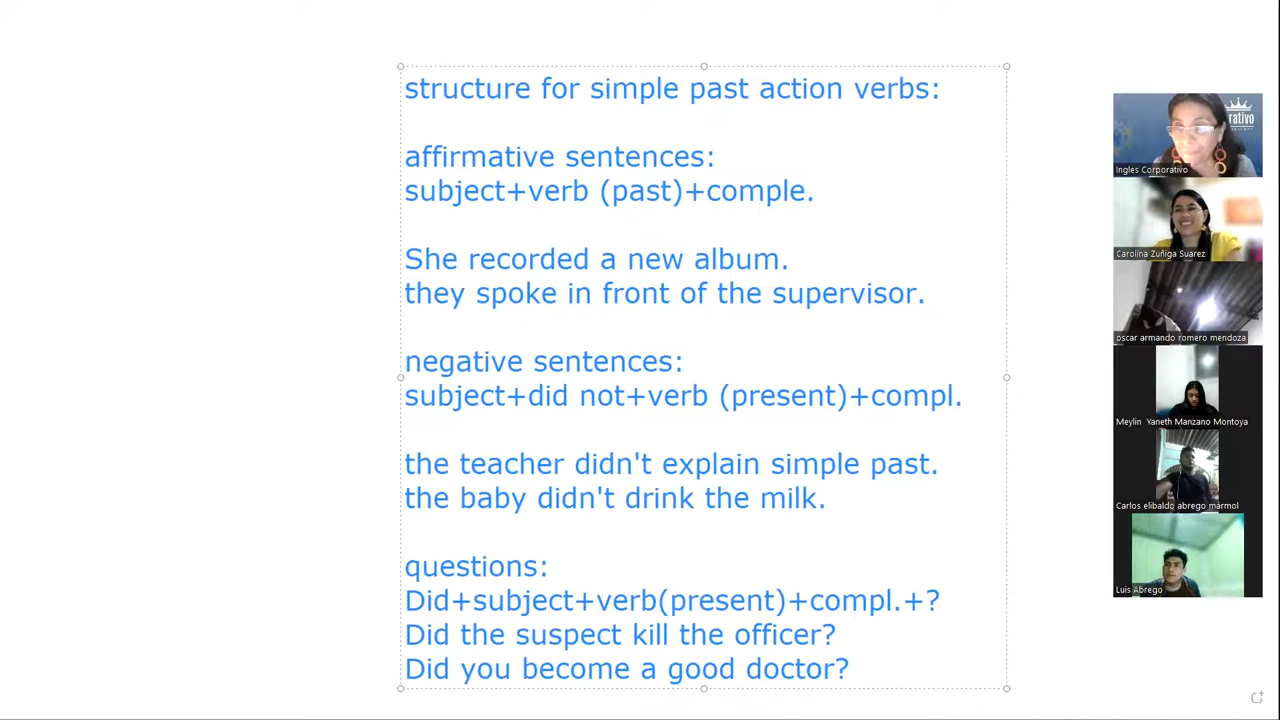 structure for simple past action verbs:
affirmative sentences:
subject+verb (past)+comple.
She recorded a new album.
they spoke in front of the supervisor.
negative sentences:
subject+did not+verb (present)+compl.
the teacher didn't explain simple past.
the baby didn't drink the milk.
questions:
Did+subject+verb(present)+compl.+?
Did the suspect kill the officer?
Did you become a good doctor?
rativo
Ingles Corporativo
Carolina Zuñiga Suarez
oscar armando romero mendoza
Meylin Yaneth Manzano Montoya
Carlos elibaldo abrego mármol
Luis Abrego